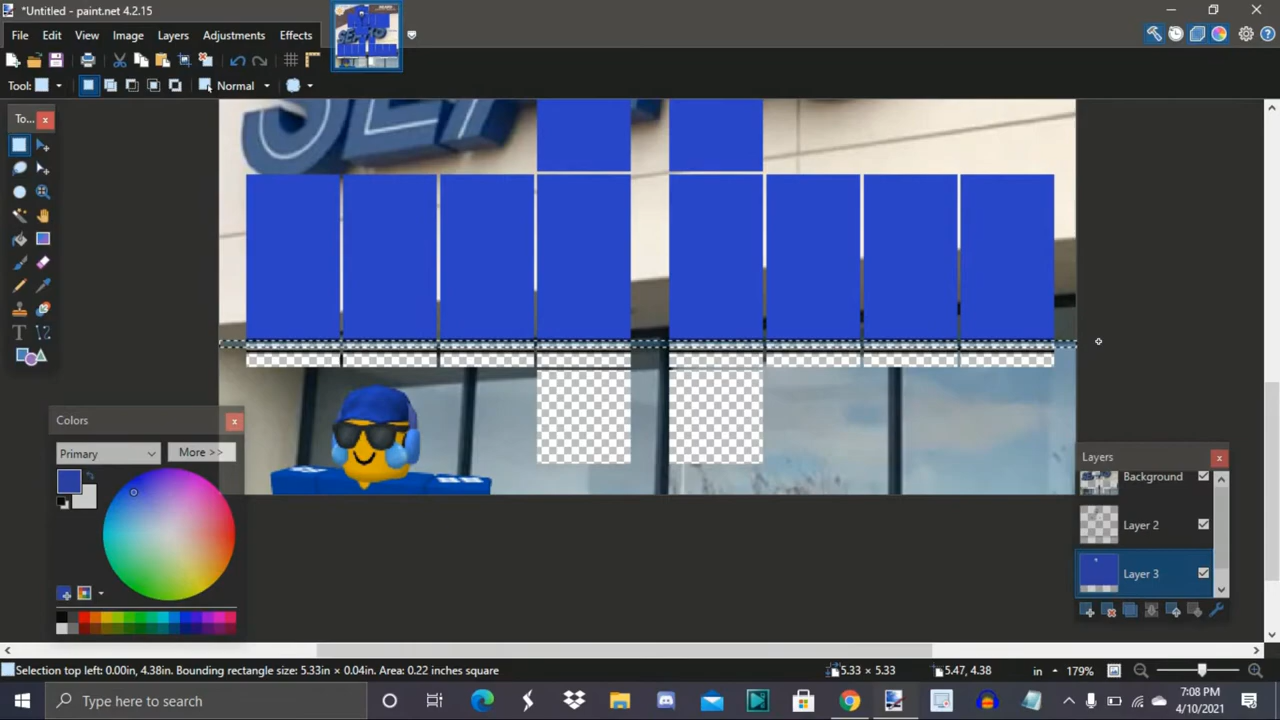 *Untitled - paint.net 4.2.15
File Edit View Image Layers Adjustments Effects
Tool: Normal
To... x
SEA
Colors x
Primary More >>
Layers x
Background
Layer 2
Layer 3
Selection top left: 0.00in, 4.38in. Bounding rectangle size: 5.33in × 0.04in. Area: 0.22 inches square 5.33 × 5.33 5.47, 4.38 in 179%
Type here to search 7:08 PM
4/10/2021